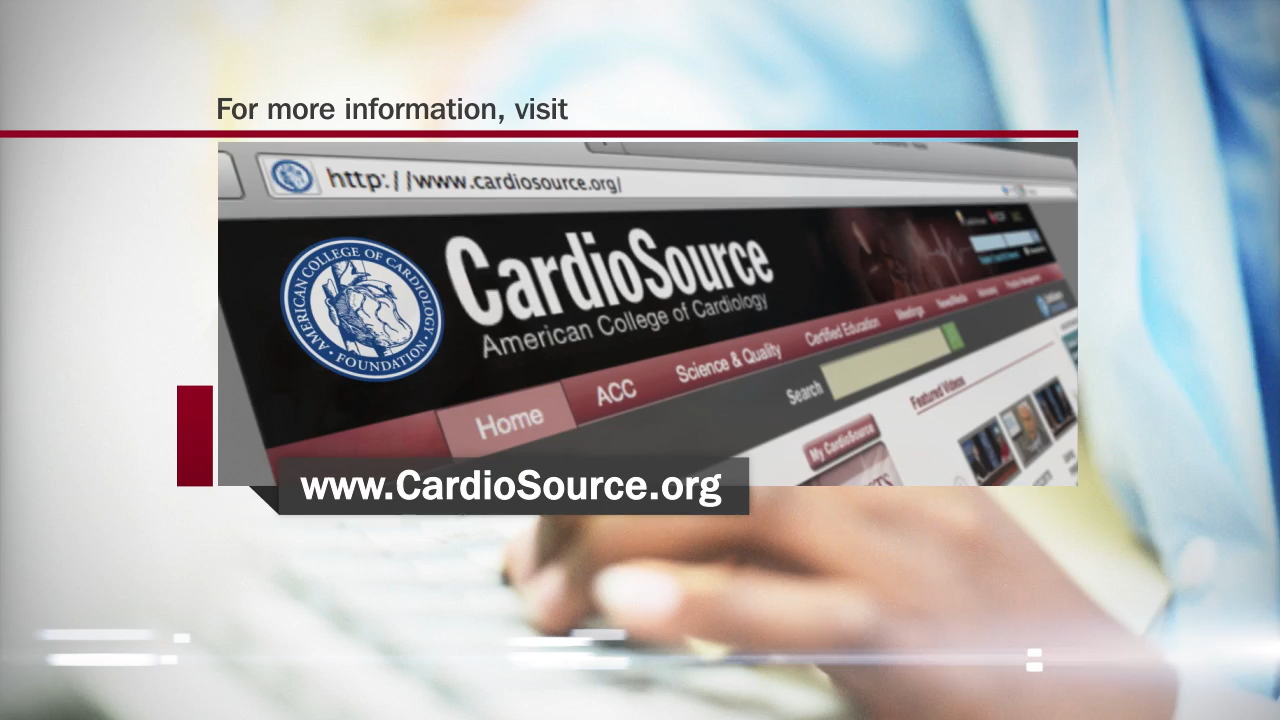 For more information, visit
http://www.cardiosource.org/
AMERICAN COLLEGE OF CARDIOLOGY
FOUNDATION
CardioSource
American College of Cardiology
Home
ACC
Science & Quality
Certified Education
Meetings
Search
Featured Videos
My CardioSource
www.CardioSource.org